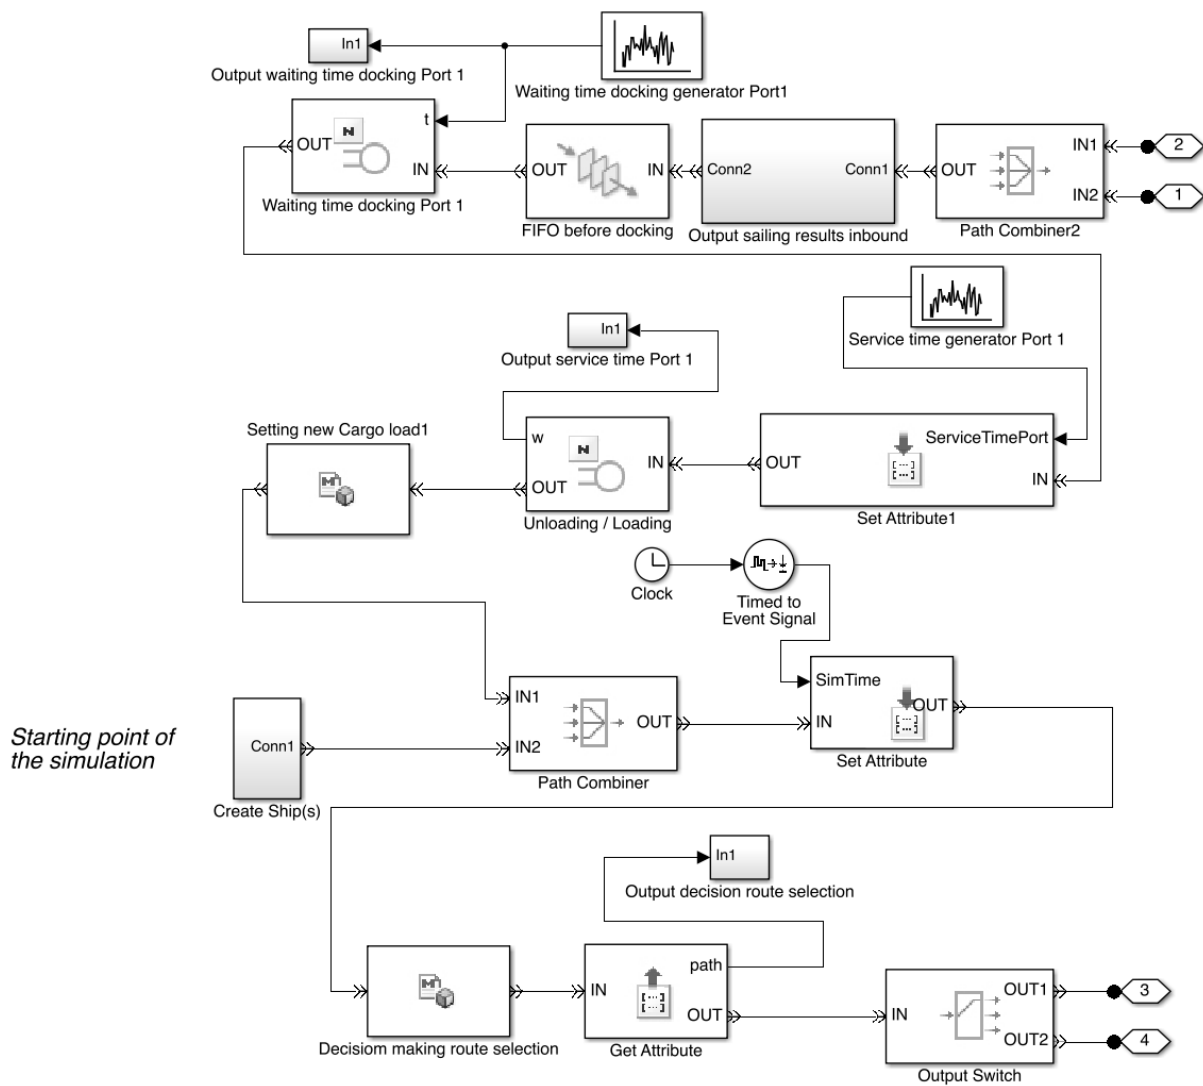 In1
Output waiting time docking Port 1
Waiting time docking generator Port1
t
OUT
IN
Waiting time docking Port 1
OUT
IN
FIFO before docking
Conn2
Conn1
Output sailing results inbound
OUT
IN1
IN2
Path Combiner2
2
1
In1
Output service time Port 1
Service time generator Port 1
Setting new Cargo load1
w
OUT
IN
Unloading / Loading
ServiceTimePort
OUT
IN
Set Attribute1
Clock
Timed to
Event Signal
Starting point of
the simulation
Conn1
Create Ship(s)
IN1
IN2
OUT
Path Combiner
SimTime
IN
OUT
Set Attribute
In1
Output decision route selection
Decisiom making route selection
IN
path
OUT
Get Attribute
IN
OUT1
OUT2
Output Switch
3
4